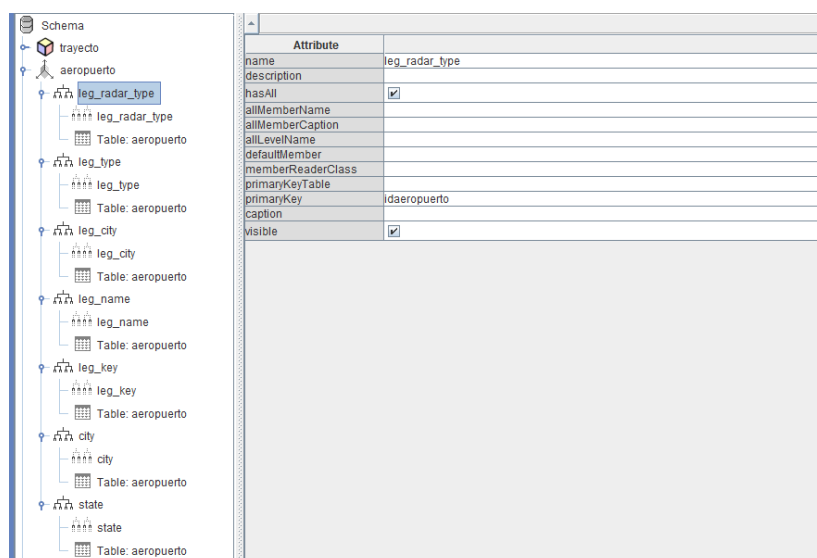 Schema
trayecto
aeropuerto
leg_radar_type
leg_radar_type
Table: aeropuerto
leg_type
leg_type
Table: aeropuerto
leg_city
leg_city
Table: aeropuerto
leg_name
leg_name
Table: aeropuerto
leg_key
leg_key
Table: aeropuerto
city
city
Table: aeropuerto
state
state
Table: aeropuerto
Attribute
name leg_radar_type
description
hasAll
allMemberName
allMemberCaption
allLevelName
defaultMember
memberReaderClass
primaryKeyTable
primaryKey idaeropuerto
caption
visible